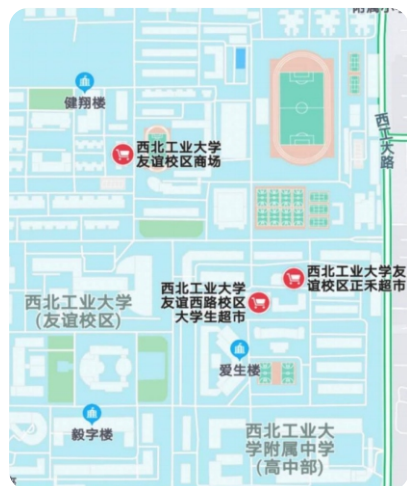 健翔楼
西北工业大学
友谊校区商场
西工大路
西北工业大学友
谊校区正禾超市
西北工业大学
友谊西路校区
大学生超市
西北工业大学
(友谊校区)
爱生楼
毅字楼
西北工业大
学附属中学
(高中部)